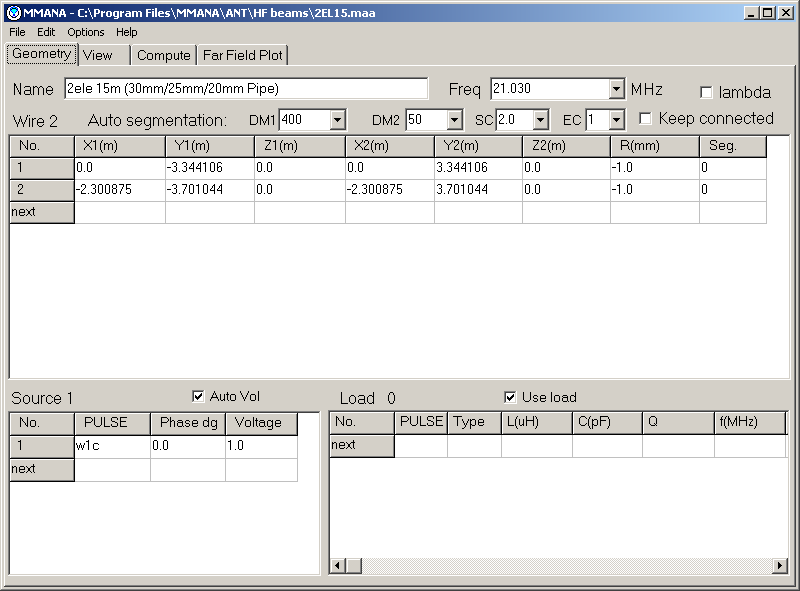 MMANA - C:\Program Files\MMANA\ANT\HF beams\2EL15.maa
File Edit Options Help
Geometry View Compute Far Field Plot
Name 2ele 15m (30mm/25mm/20mm Pipe) Freq 21.030 MHz lambda
Wire 2 Auto segmentation: DM1 400 DM2 50 SC 2.0 EC 1 Keep connected
No. X1(m) Y1(m) Z1(m) X2(m) Y2(m) Z2(m) R(mm) Seg.
1 0.0 -3.344106 0.0 0.0 3.344106 0.0 -1.0 0
2 -2.300875 -3.701044 0.0 -2.300875 3.701044 0.0 -1.0 0
next
Source 1 Auto Vol
No. PULSE Phase dg Voltage
1 w1c 0.0 1.0
next
Load 0 Use load
No. PULSE Type L(uH) C(pF) Q f(MHz)
next